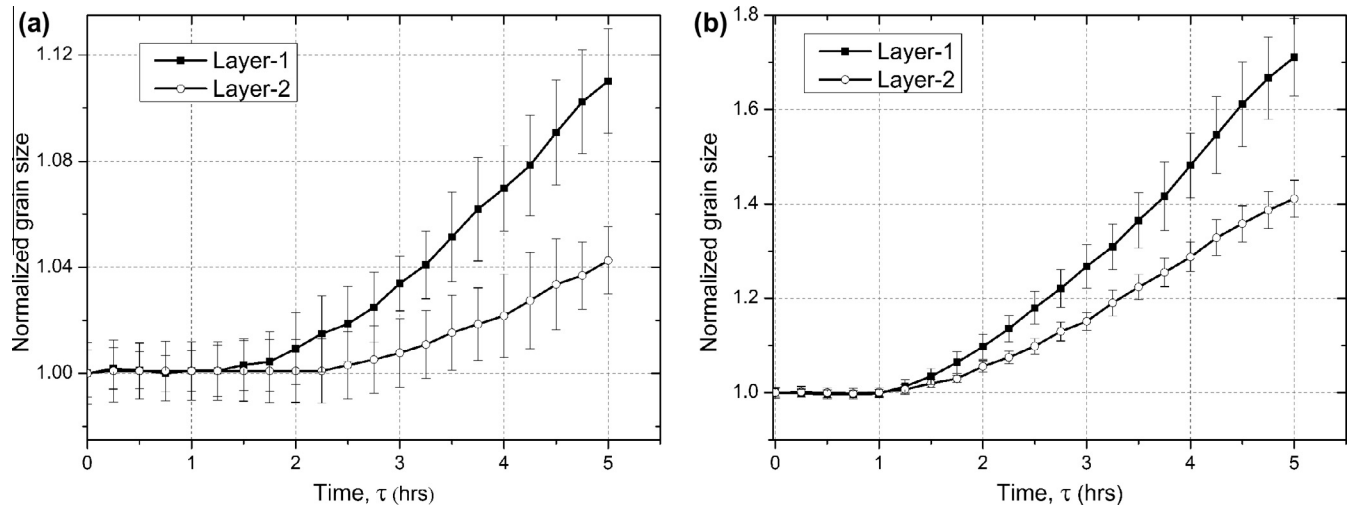 (a)
Layer-1
Layer-2
Normalized grain size
1.12
1.08
1.04
1.00
0 1 2 3 4 5
Time, τ (hrs)
(b)
Layer-1
Layer-2
Normalized grain size
1.8
1.6
1.4
1.2
1.0
0 1 2 3 4 5
Time, τ (hrs)